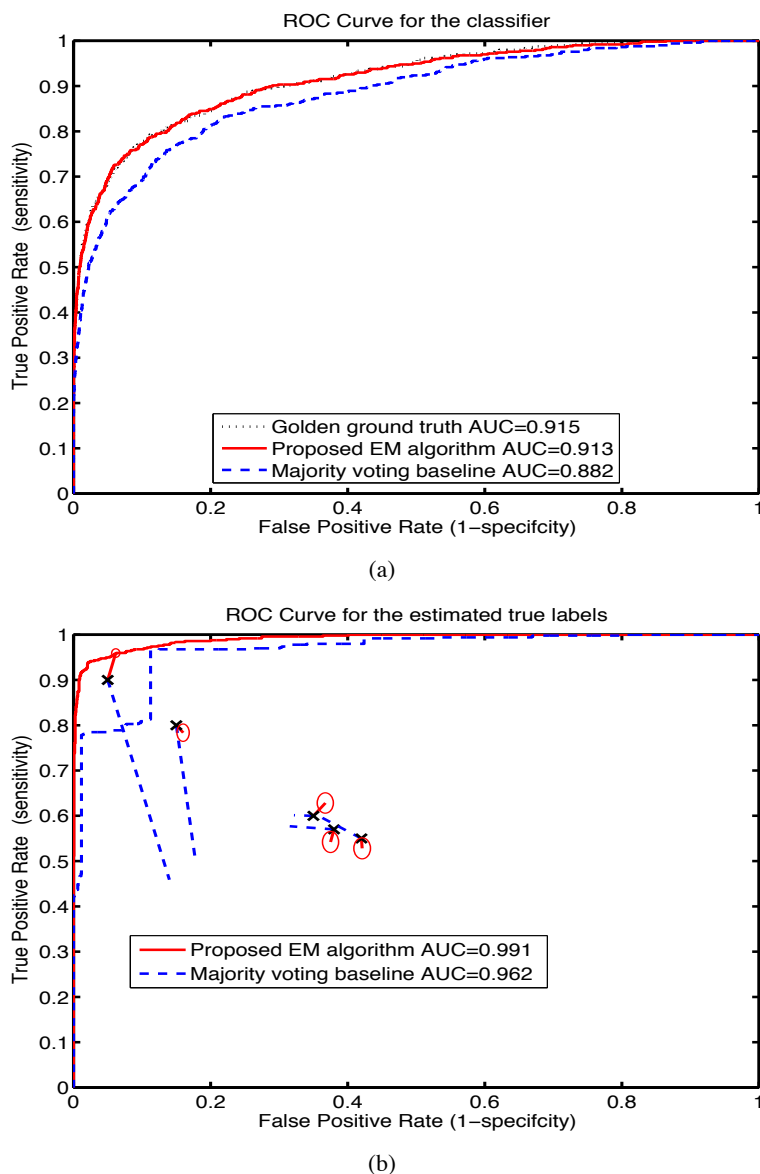 ROC Curve for the classifier
1
0.9
0.8
0.7
0.6
0.5
0.4
0.3
0.2
0.1
0
True Positive Rate (sensitivity)
Golden ground truth AUC=0.915
Proposed EM algorithm AUC=0.913
Majority voting baseline AUC=0.882
0 0.2 0.4 0.6 0.8 1
False Positive Rate (1−specifcity)
(a)
ROC Curve for the estimated true labels
1
0.9
0.8
0.7
0.6
0.5
0.4
0.3
0.2
0.1
0
True Positive Rate (sensitivity)
Proposed EM algorithm AUC=0.991
Majority voting baseline AUC=0.962
0 0.2 0.4 0.6 0.8 1
False Positive Rate (1−specifcity)
(b)